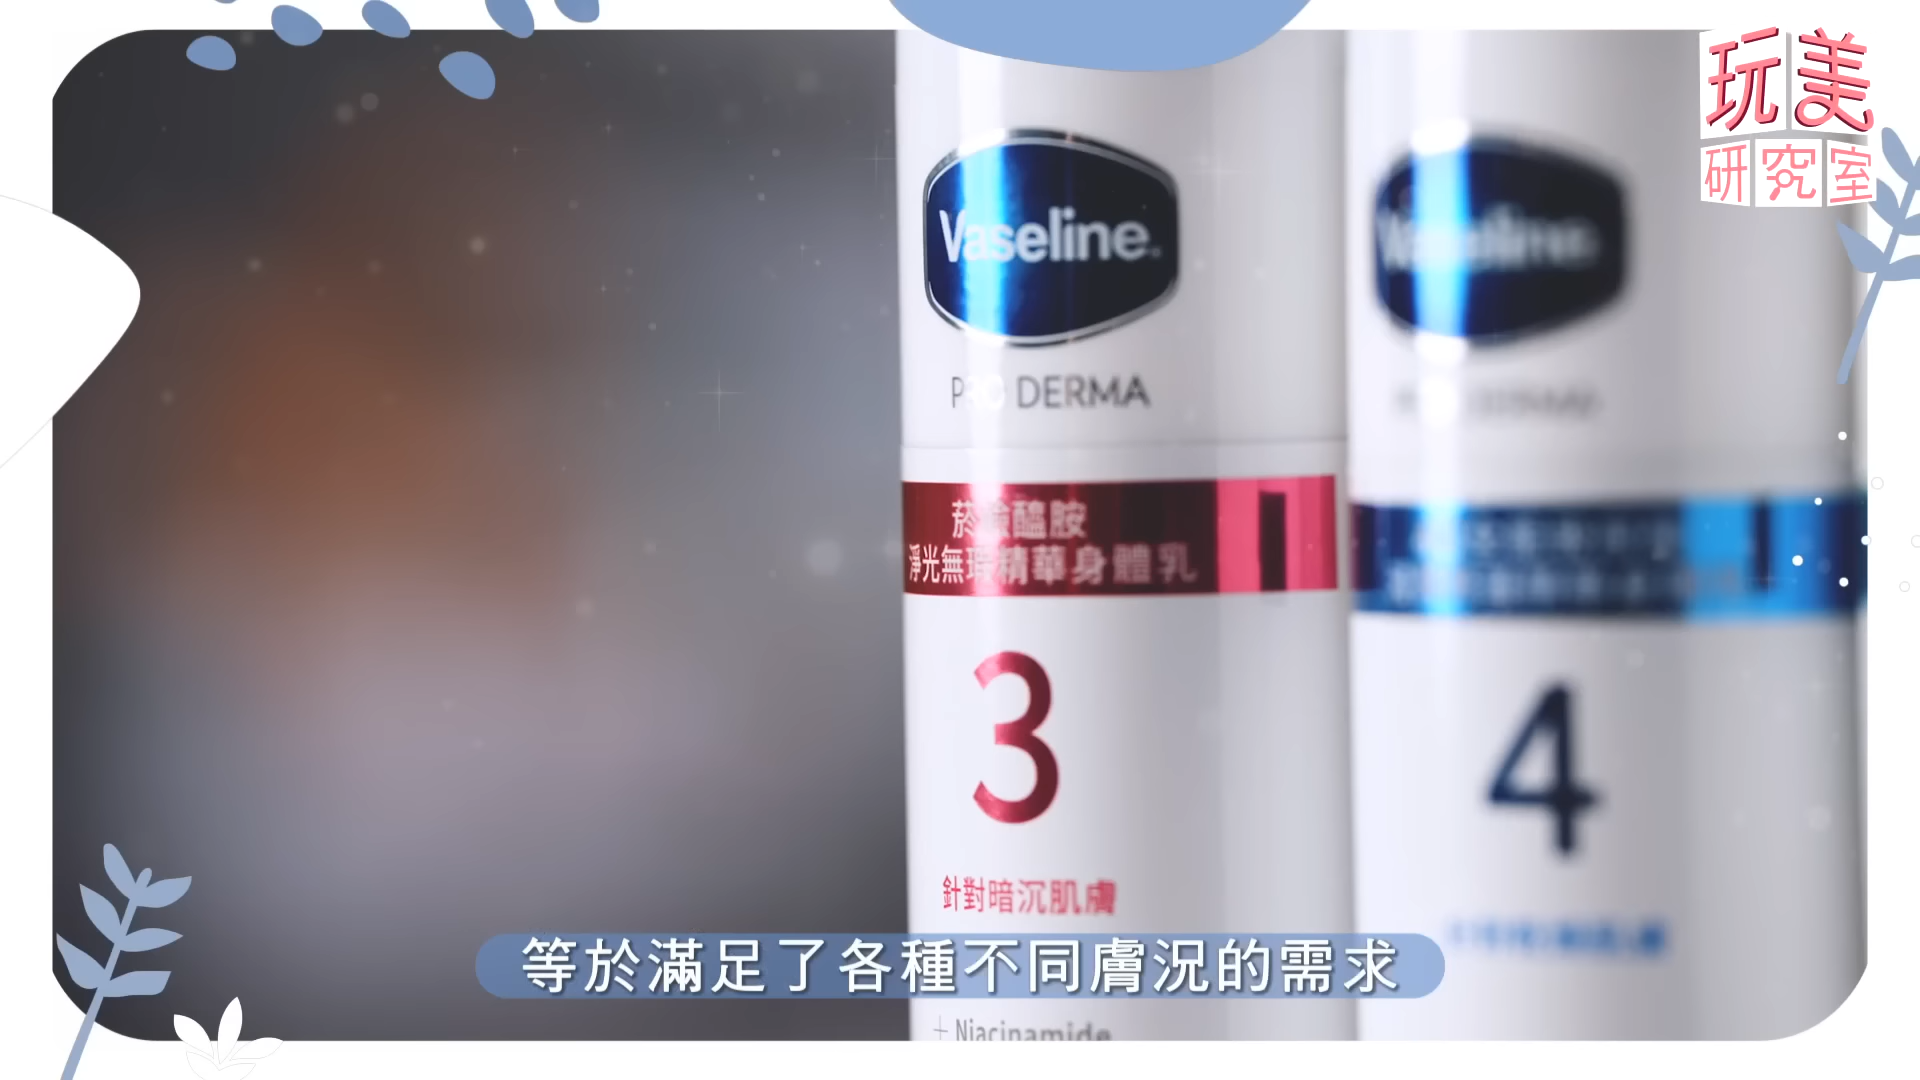 玩美
研究室
Vaseline.
PRO DERMA
菸鹼醯胺
淨光無瑕精華身體乳
3
針對暗沉肌膚
+ Niacinamide
Vaseline
4
等於滿足了各種不同膚況的需求